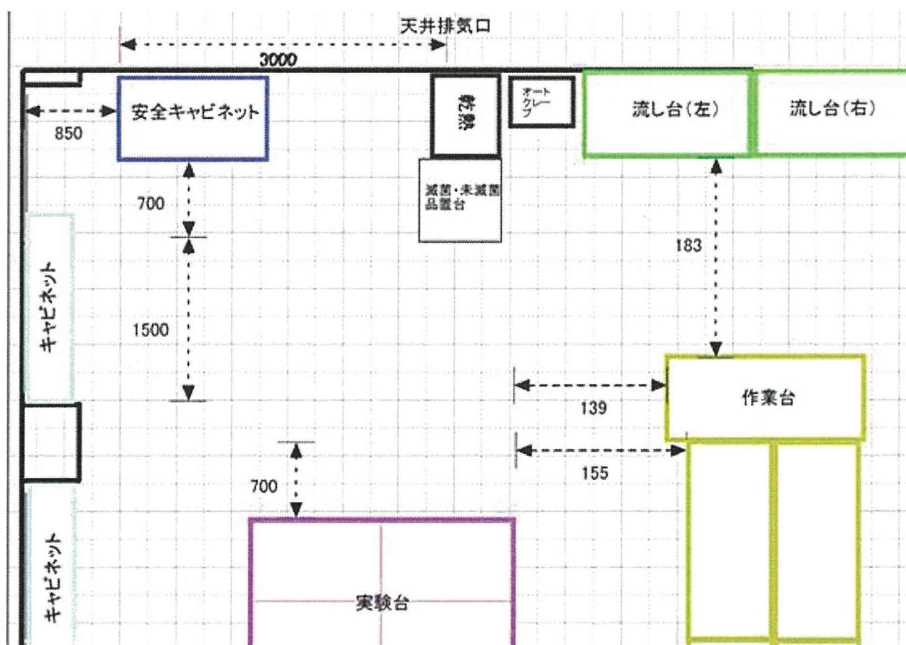 天井排気口
3000
安全キャビネット
乾熱
オート
クレー
ブ
流し台(左)
流し台(右)
850
滅菌・未滅菌
品置台
700
183
キャビネット
1500
139
作業台
155
700
キャビネット
実験台